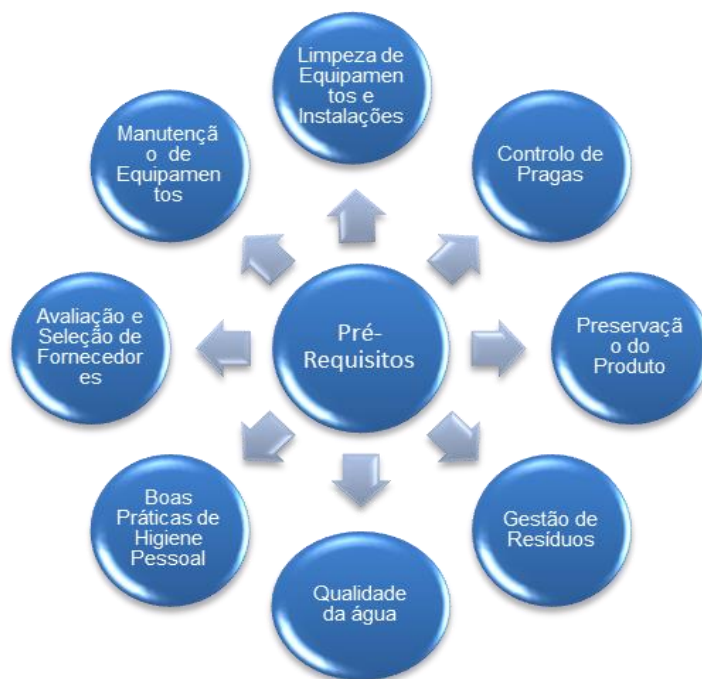 Limpeza de
Equipamen
tos e
Instalações
Controlo de
Pragas
Preservaçã
o do
Produto
Gestão de
Resíduos
Qualidade
da água
Boas
Práticas de
Higiene
Pessoal
Avaliação e
Seleção de
Fornecedor
es
Manutençã
o de
Equipamen
tos
Pré-
Requisitos